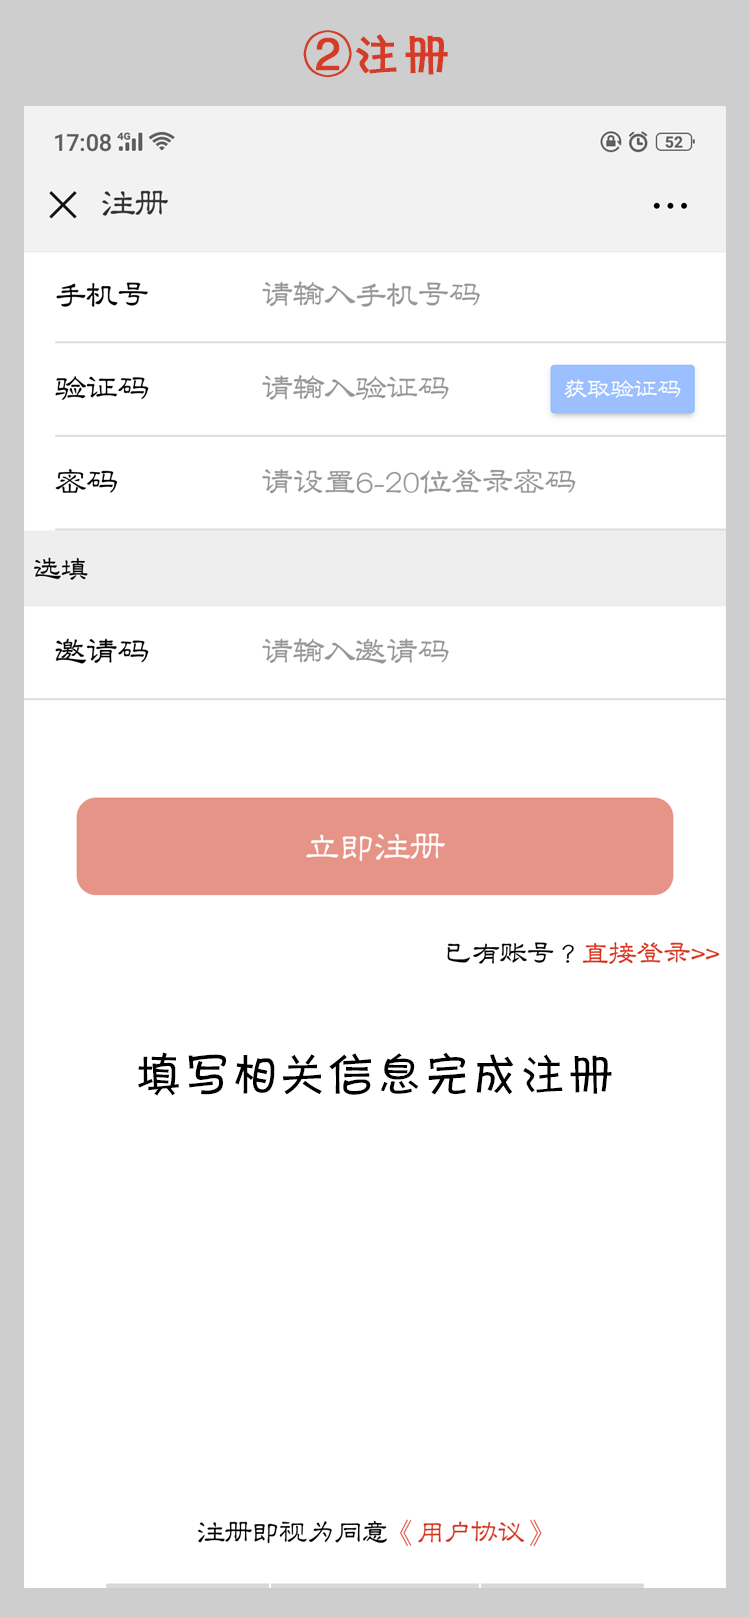 ②注册
17:08 4G 52
注册
手机号 请输入手机号码
验证码 请输入验证码 获取验证码
密码 请设置6-20位登录密码
选填
邀请码 请输入邀请码
立即注册
已有账号？直接登录>>
填写相关信息完成注册
注册即视为同意《用户协议》